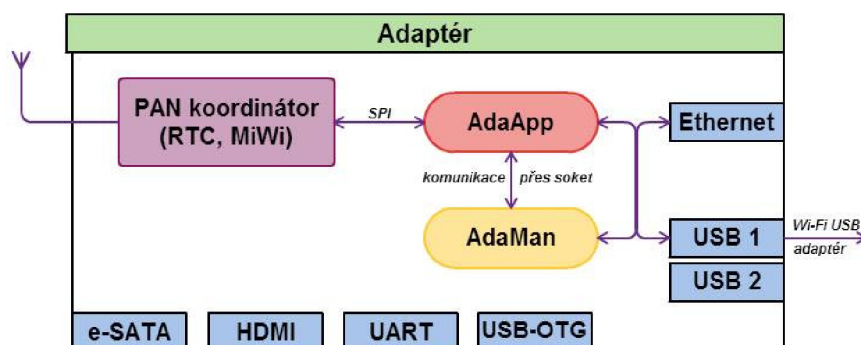 Adaptér
PAN koordinátor
(RTC, MiWi)
SPI
AdaApp
Ethernet
komunikace přes soket
AdaMan
USB 1
Wi-Fi USB
adaptér
USB 2
e-SATA
HDMI
UART
USB-OTG